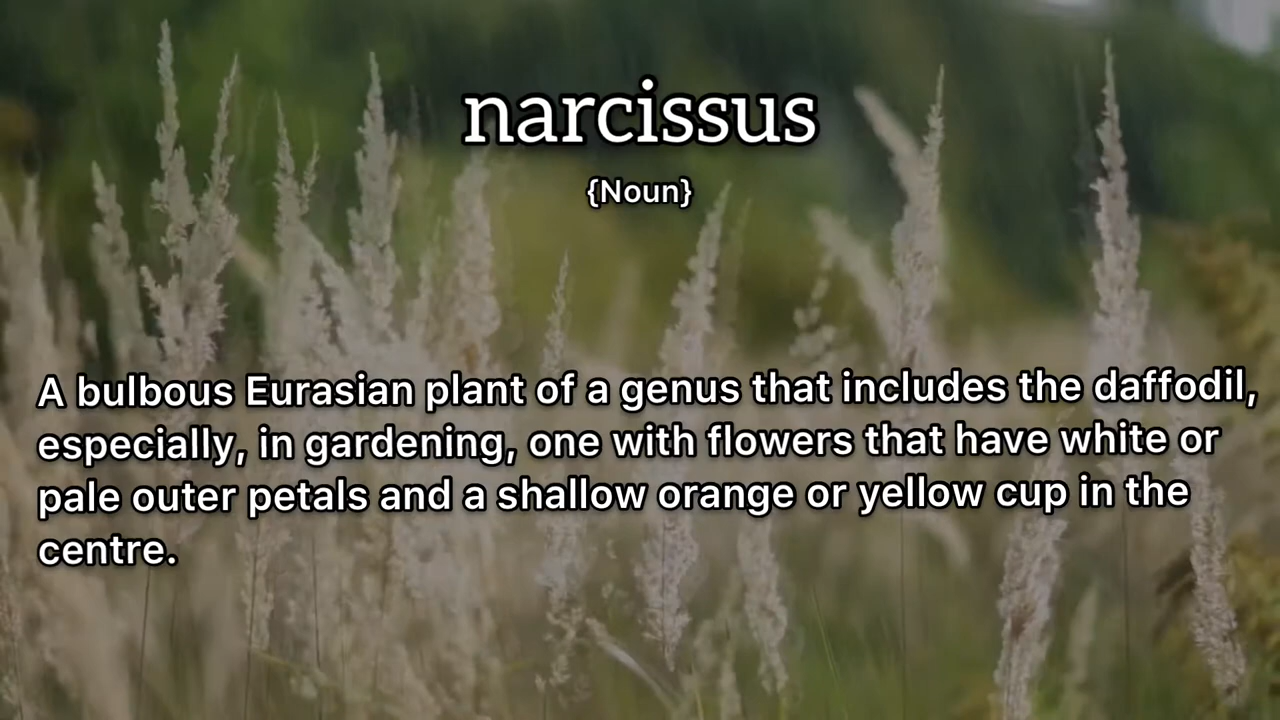 narcissus
{Noun}
A bulbous Eurasian plant of a genus that includes the daffodil,
especially, in gardening, one with flowers that have white or
pale outer petals and a shallow orange or yellow cup in the
centre.